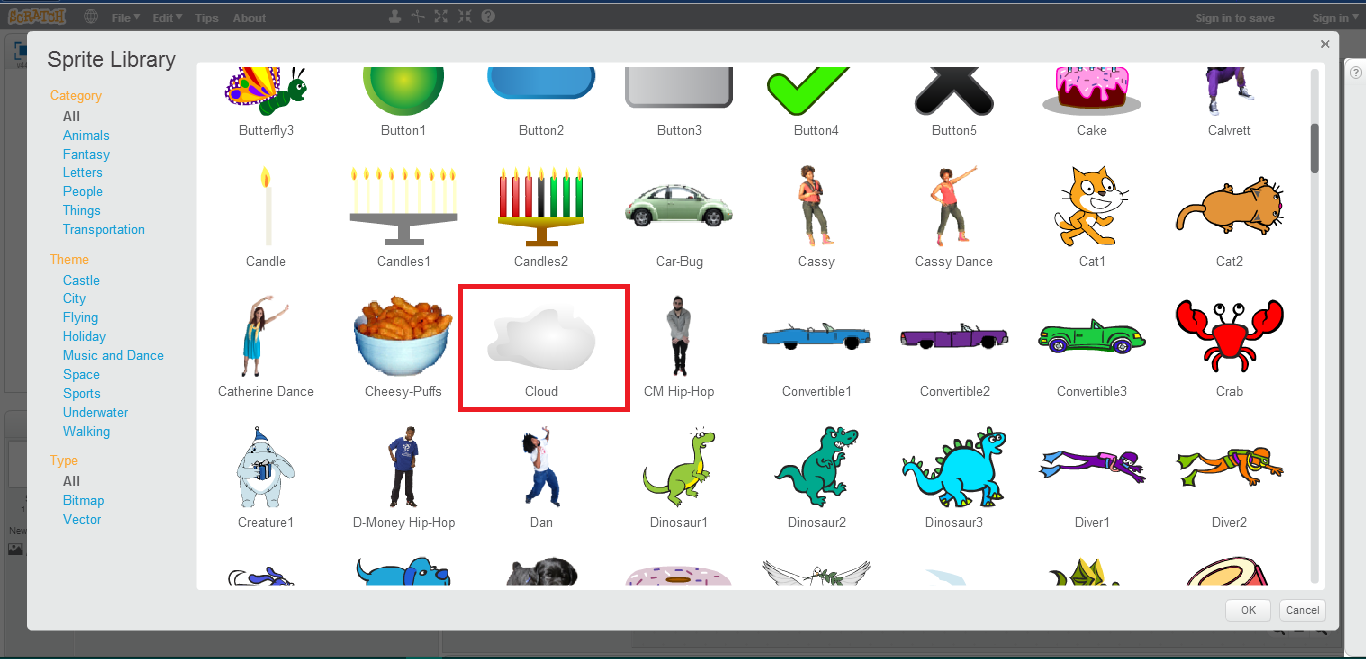 SCRATCH File Edit Tips About Sign in to save Sign in
Sprite Library
Category
All
Animals
Fantasy
Letters
People
Things
Transportation
Theme
Castle
City
Flying
Holiday
Music and Dance
Space
Sports
Underwater
Walking
Type
All
Bitmap
Vector
New
Butterfly3 Button1 Button2 Button3 Button4 Button5 Cake Calvrett
Candle Candles1 Candles2 Car-Bug Cassy Cassy Dance Cat1 Cat2
Catherine Dance Cheesy-Puffs Cloud CM Hip-Hop Convertible1 Convertible2 Convertible3 Crab
Creature1 D-Money Hip-Hop Dan Dinosaur1 Dinosaur2 Dinosaur3 Diver1 Diver2
OK Cancel